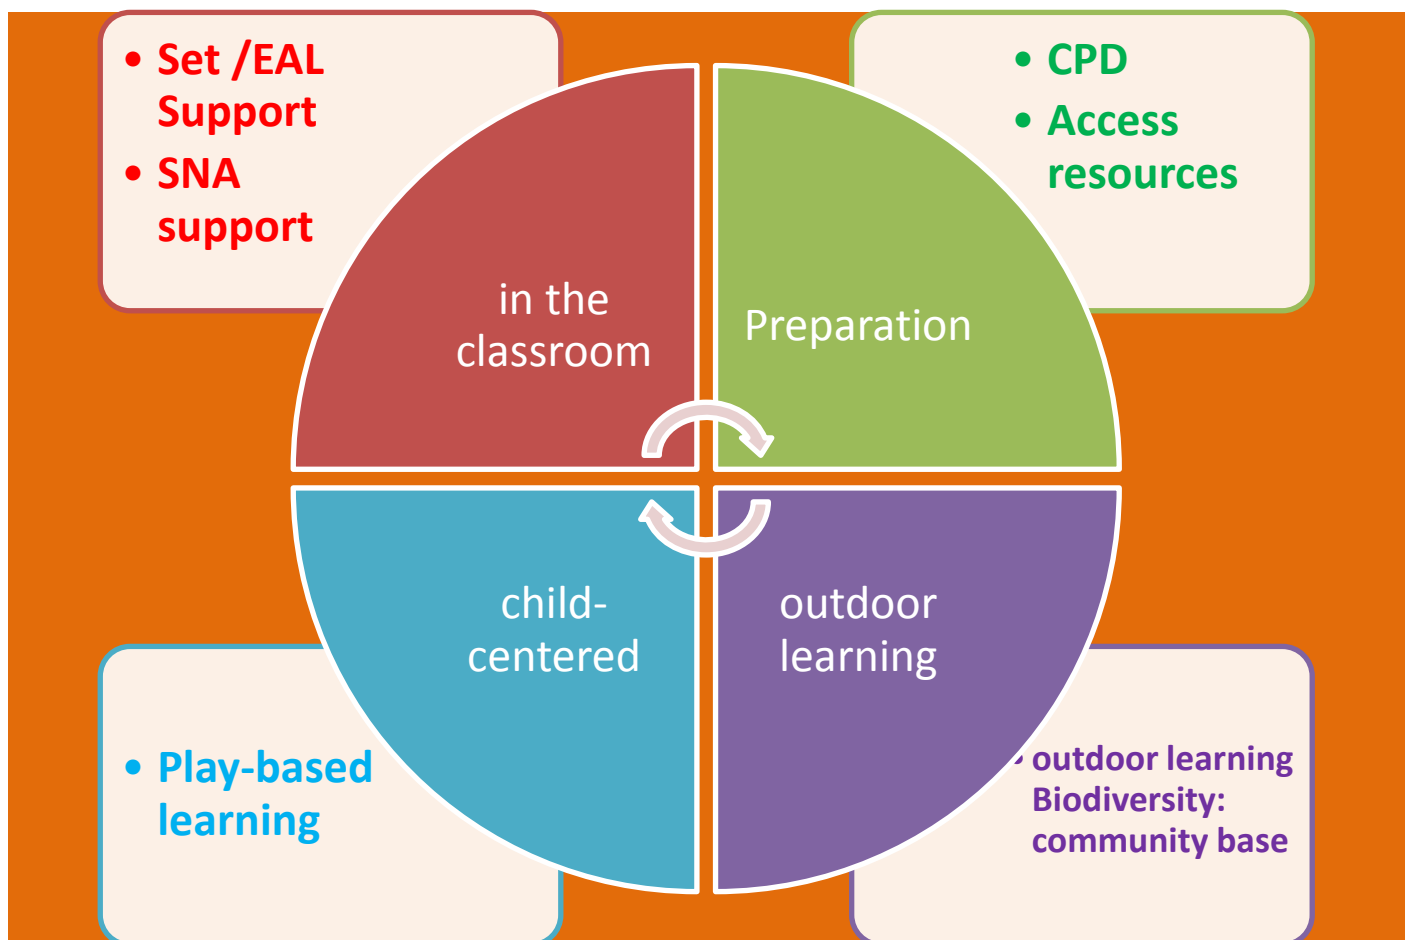 • Set /EAL
Support
• SNA
support
• CPD
• Access
resources
in the
classroom
Preparation
child-
centered
outdoor
learning
• Play-based
learning
• outdoor learning
Biodiversity:
community base